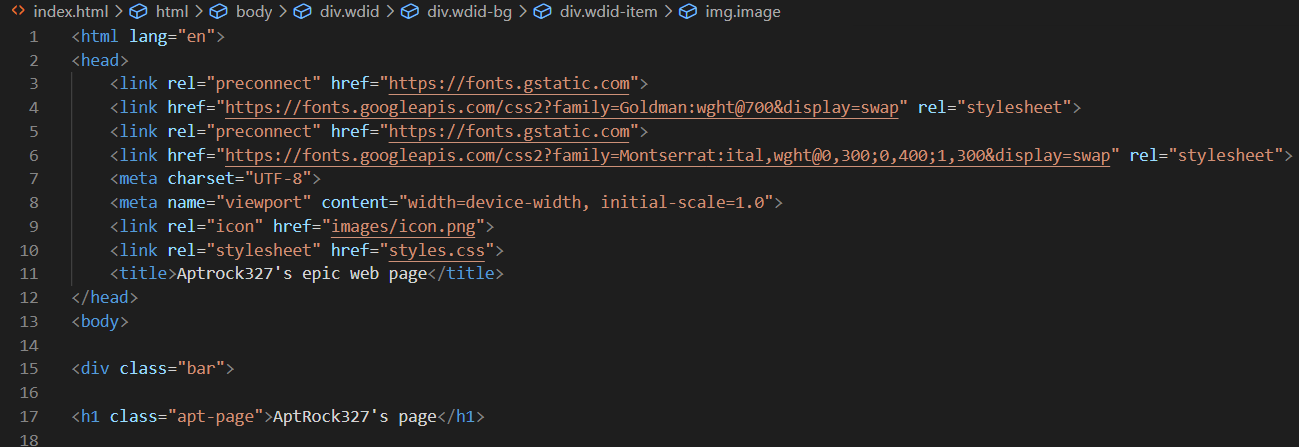 index.html > html > body > div.wdid > div.wdid-bg > div.wdid-item > img.image
1 <html lang="en">
2 <head>
3 <link rel="preconnect" href="https://fonts.gstatic.com">
4 <link href="https://fonts.googleapis.com/css2?family=Goldman:wght@700&display=swap" rel="stylesheet">
5 <link rel="preconnect" href="https://fonts.gstatic.com">
6 <link href="https://fonts.googleapis.com/css2?family=Montserrat:ital,wght@0,300;0,400;1,300&display=swap" rel="stylesheet">
7 <meta charset="UTF-8">
8 <meta name="viewport" content="width=device-width, initial-scale=1.0">
9 <link rel="icon" href="images/icon.png">
10 <link rel="stylesheet" href="styles.css">
11 <title>Aptrock327's epic web page</title>
12 </head>
13 <body>
14
15 <div class="bar">
16
17 <h1 class="apt-page">AptRock327's page</h1>
18